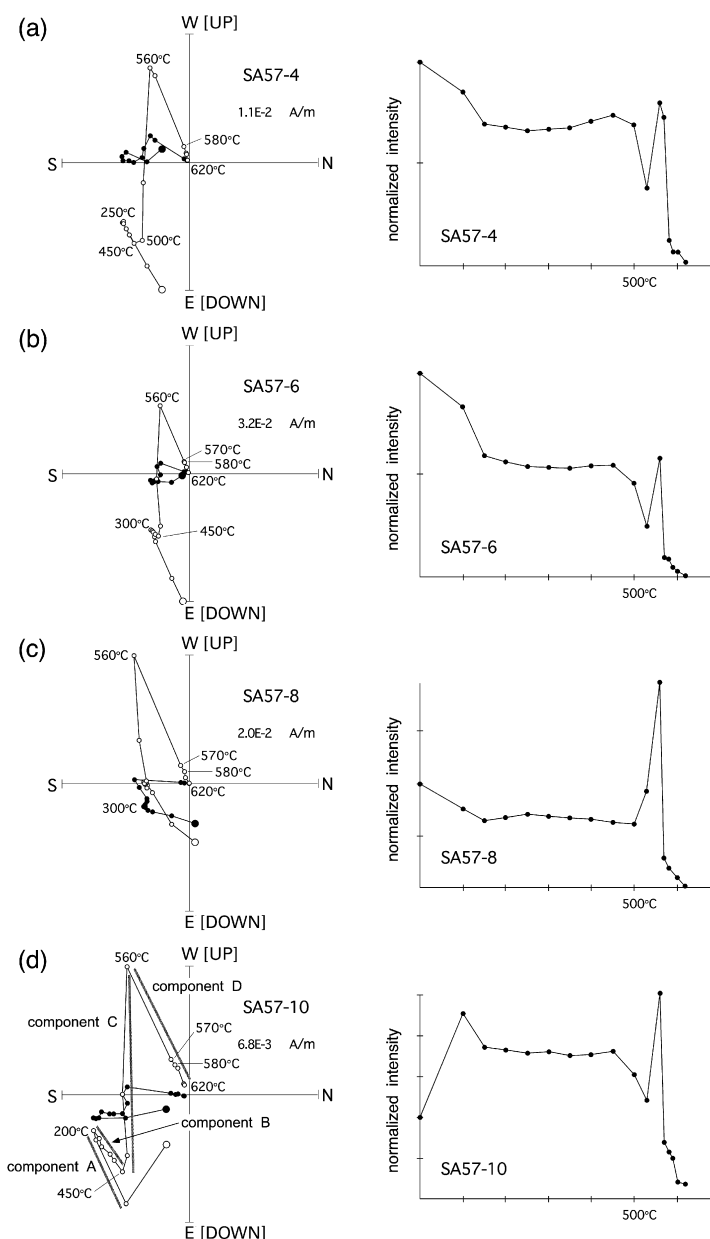 (a)
W [UP]
560°C
SA57-4
1.1E-2 A/m
580°C
S
N
620°C
250°C
500°C
450°C
E [DOWN]
normalized intensity
SA57-4
500°C
(b)
W [UP]
560°C
SA57-6
3.2E-2 A/m
570°C
580°C
S
N
620°C
300°C
450°C
E [DOWN]
normalized intensity
SA57-6
500°C
(c)
W [UP]
560°C
SA57-8
2.0E-2 A/m
570°C
580°C
S
N
620°C
300°C
E [DOWN]
normalized intensity
SA57-8
500°C
(d)
W [UP]
560°C
component D
SA57-10
component C
570°C
6.8E-3 A/m
580°C
620°C
S
N
200°C
component B
component A
450°C
E [DOWN]
normalized intensity
SA57-10
500°C